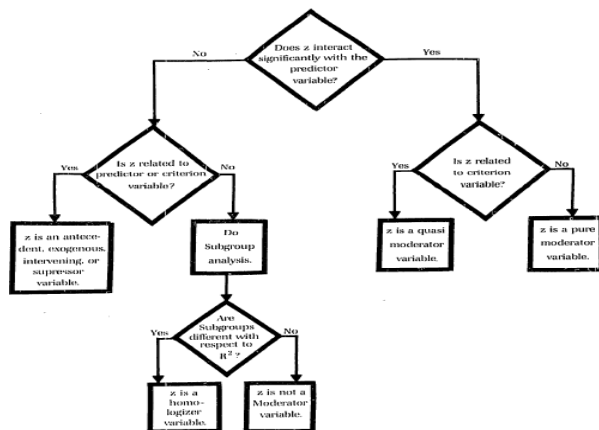 Does z interact
significantly with the
predictor
variable?
No
Yes
Is z related to
predictor or criterion
variable?
Yes
No
Is z related
to criterion
variable?
Yes
No
z is an antece-
dent, exogenous,
intervening, or
supressor
variable.
Do
Subgroup
analysis.
z is a quasi
moderator
variable.
z is a pure
moderator
variable.
Are
Subgroups
different with
respect to
R²?
Yes
No
z is a
homo-
logizer
variable.
z is not a
Moderator
variable.